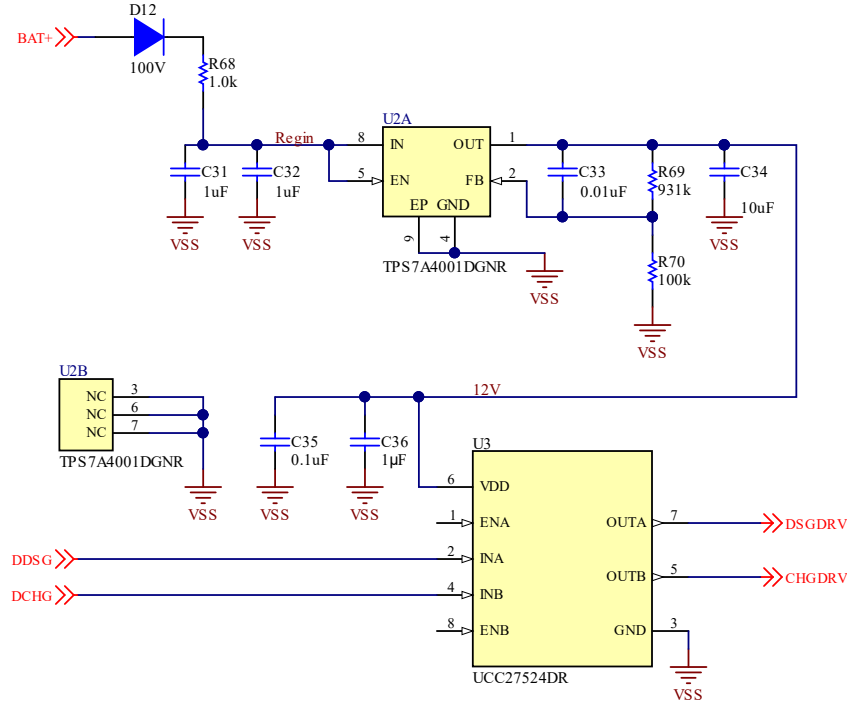 D12
BAT+
100V
R68
1.0k
Regin
C31
1uF
VSS
C32
1uF
VSS
U2A
8
IN
OUT
1
5
EN
FB
2
EP
GND
9
4
TPS7A4001DGNR
VSS
C33
0.01uF
R69
931k
C34
10uF
VSS
R70
100k
VSS
U2B
NC
3
NC
6
NC
7
TPS7A4001DGNR
VSS
12V
C35
0.1uF
VSS
C36
1µF
VSS
U3
6
VDD
1
ENA
OUTA
7
DSGDRV
DDSG
2
INA
OUTB
5
CHGDRV
DCHG
4
INB
8
ENB
GND
3
UCC27524DR
VSS